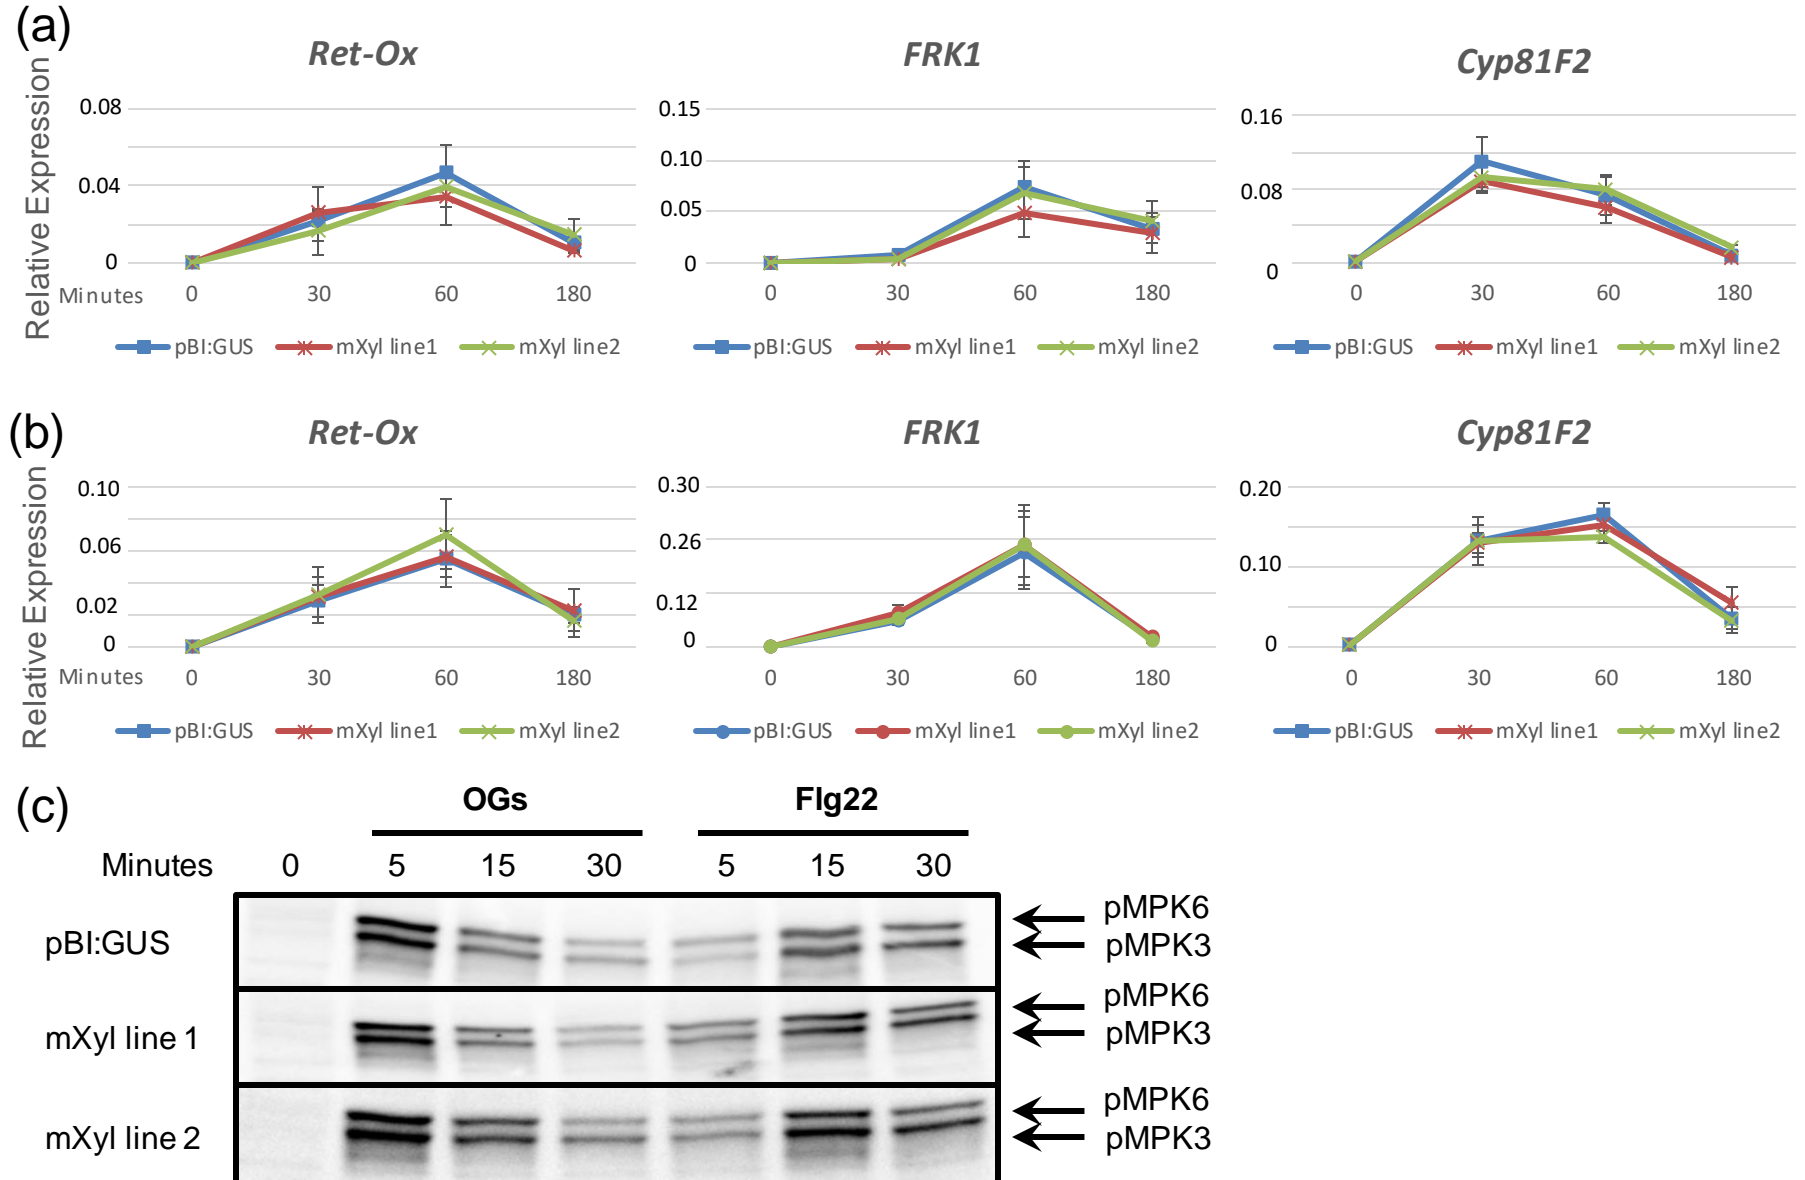 (a)
Ret-Ox
FRK1
Cyp81F2
Relative Expression
0.08
0.04
0
0.15
0.10
0.05
0
0.16
0.08
0
Minutes
0 30 60 180
0 30 60 180
0 30 60 180
pBI:GUS mXyl line1 mXyl line2
pBI:GUS mXyl line1 mXyl line2
pBI:GUS mXyl line1 mXyl line2
(b)
Ret-Ox
FRK1
Cyp81F2
Relative Expression
0.10
0.06
0.02
0
0.30
0.26
0.12
0
0.20
0.10
0
Minutes
0 30 60 180
0 30 60 180
0 30 60 180
pBI:GUS mXyl line1 mXyl line2
pBI:GUS mXyl line1 mXyl line2
pBI:GUS mXyl line1 mXyl line2
(c)
OGs Flg22
Minutes 0 5 15 30 5 15 30
pBI:GUS
pMPK6
pMPK3
mXyl line 1
pMPK6
pMPK3
mXyl line 2
pMPK6
pMPK3